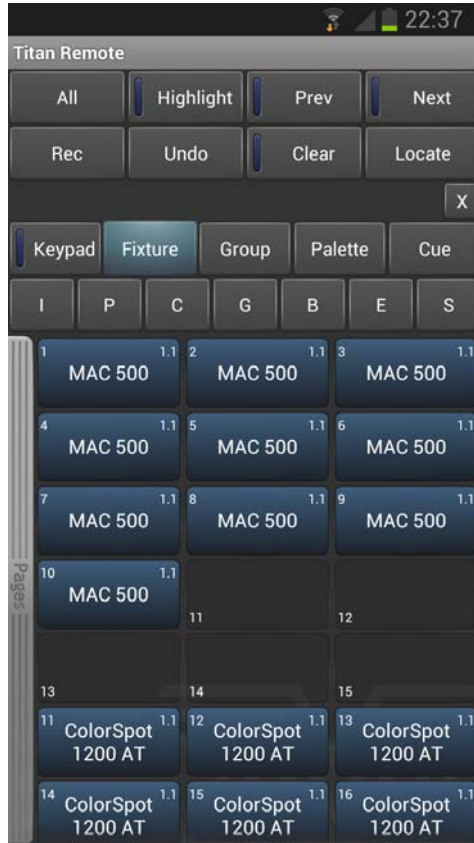 22:37
Titan Remote
All Highlight Prev Next
Rec Undo Clear Locate
X
Keypad Fixture Group Palette Cue
I P C G B E S
1 1.1 2 1.1 3 1.1
MAC 500 MAC 500 MAC 500
4 1.1 5 1.1 6 1.1
MAC 500 MAC 500 MAC 500
7 1.1 8 1.1 9 1.1
MAC 500 MAC 500 MAC 500
Pages
10 1.1
MAC 500
11 12
13 14 15
11 1.1 12 1.1 13 1.1
ColorSpot ColorSpot ColorSpot
1200 AT 1200 AT 1200 AT
14 1.1 15 1.1 16 1.1
ColorSpot ColorSpot ColorSpot
1200 AT 1200 AT 1200 AT